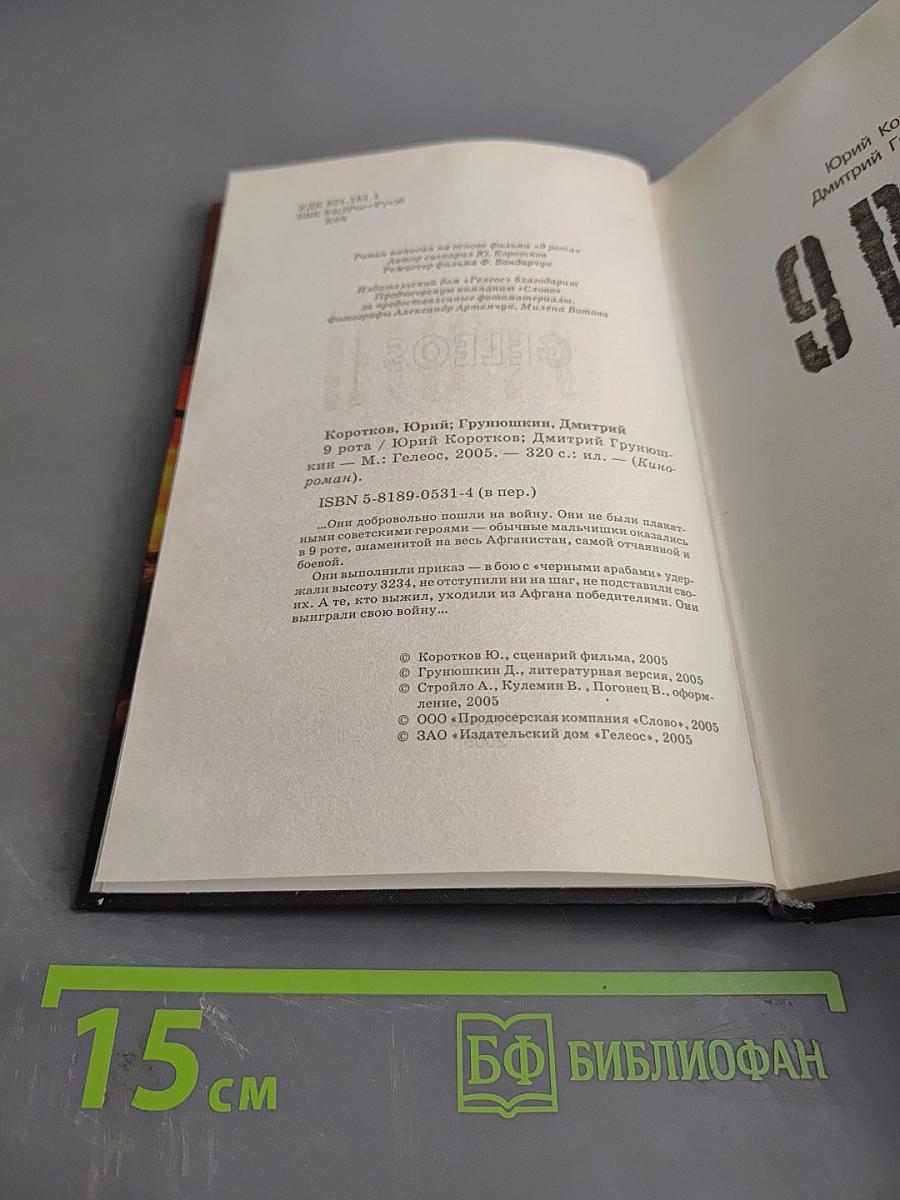 Роман написан на основе фильма «9 рота»
Автор сценария Ю. Коротков
Режиссер фильма Ф. Бондарчук
Издательский дом «Гелеос» благодарит
Продюсерскую компанию «Слово»
за предоставленные фотоматериалы.
Фотографы Александр Артемчук, Милена Ботова
Коротков, Юрий; Грунюшкин, Дмитрий
9 рота / Юрий Коротков; Дмитрий Грунюш-
кин — М.: Гелеос, 2005. — 320 с.: ил. — (Кино-
роман).
ISBN 5-8189-0531-4 (в пер.)
...Они добровольно пошли на войну. Они не были плакат-
ными советскими героями — обычные мальчишки оказались
в 9 роте, знаменитой на весь Афганистан, самой отчаянной и
боевой.
Они выполнили приказ — в бою с «черными арабами» удер-
жали высоту 3234, не отступили ни на шаг, не подставили сво-
их. А те, кто выжил, уходили из Афгана победителями. Они
выиграли свою войну...
© Коротков Ю., сценарий фильма, 2005
© Грунюшкин Д., литературная версия, 2005
© Стройло А., Кулемин В. , Погонец В., оформ-
ление, 2005
© ООО «Продюсерская компания «Слово», 2005
© ЗАО «Издательский дом «Гелеос», 2005
Юрий Ко
Дмитрий Г
9
15 см
БФ БИБЛИОФАН